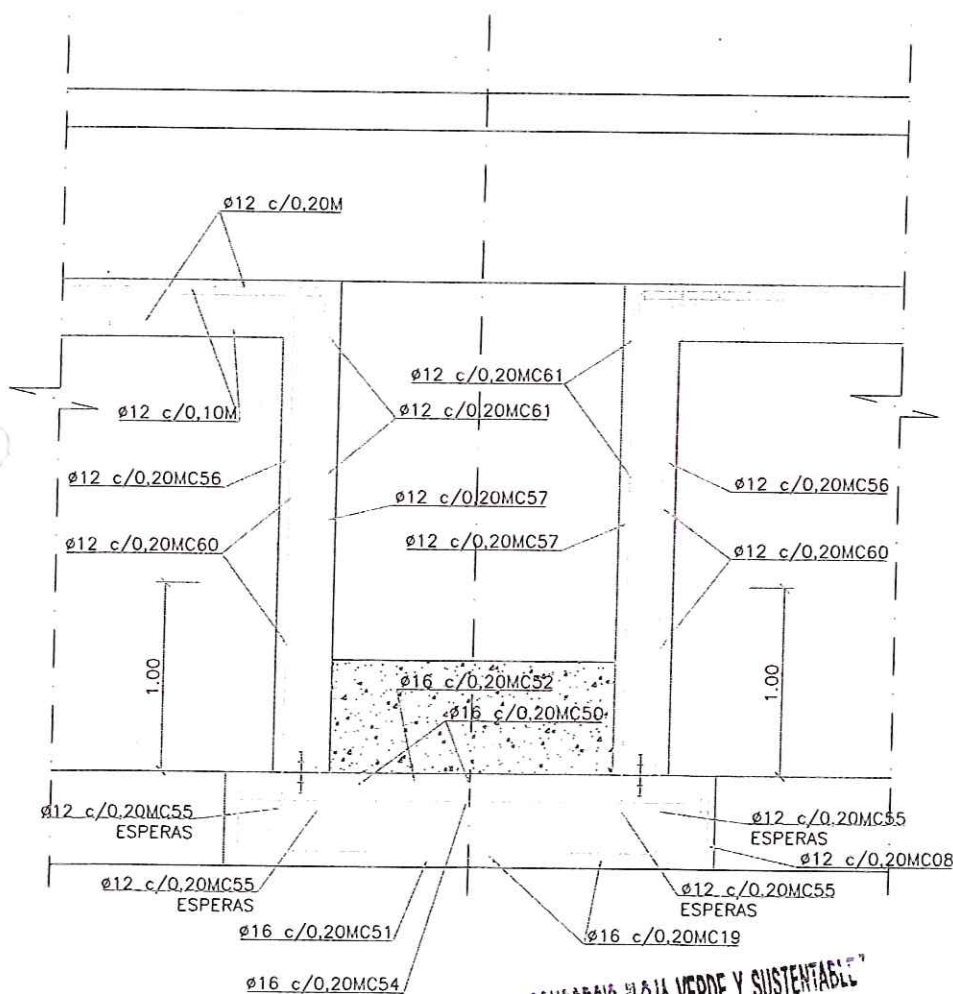 ø12 c/0,20M
ø12 c/0,20MC61
ø12 c/0,10M
ø12 c/0,20MC61
ø12 c/0,20MC56
ø12 c/0,20MC57
ø12 c/0,20MC56
ø12 c/0,20MC60
ø12 c/0,20MC57
ø12 c/0,20MC60
1.00
1.00
ø16 c/0,20MC52
ø16 c/0,20MC50
ø12 c/0,20MC55
ESPERAS
ø12 c/0,20MC55
ESPERAS
ø12 c/0,20MC08
ø12 c/0,20MC55
ESPERAS
ø12 c/0,20MC55
ESPERAS
ø16 c/0,20MC51
ø16 c/0,20MC19
ø16 c/0,20MC54
VERDE Y SUSTENTABLE"